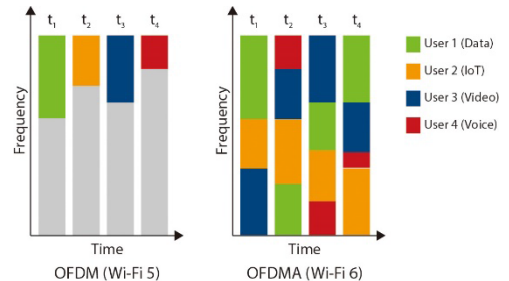 t1 t2 t3 t4
Frequency
Time
OFDM (Wi-Fi 5)
t1 t2 t3 t4
Frequency
Time
OFDMA (Wi-Fi 6)
User 1 (Data)
User 2 (IoT)
User 3 (Video)
User 4 (Voice)